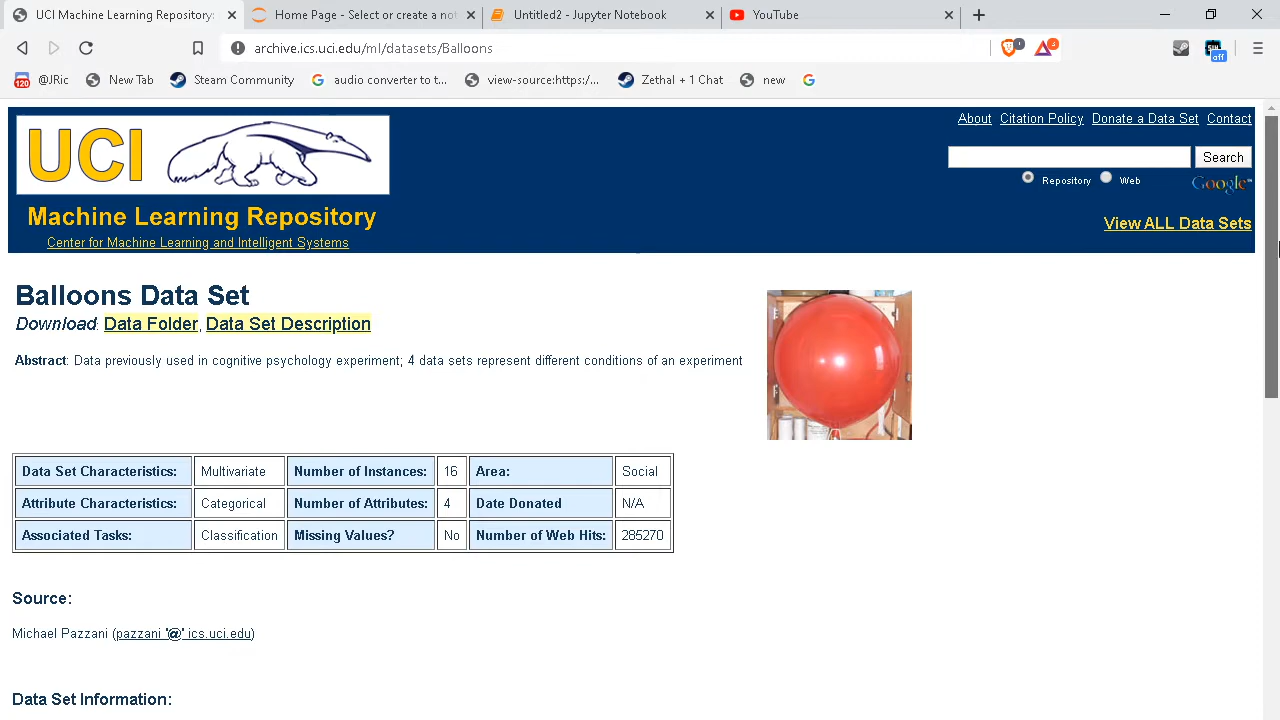 UCI Machine Learning Repository:
Home Page - Select or create a not
Untitled2 - Jupyter Notebook
YouTube
archive.ics.uci.edu/ml/datasets/Balloons
120 @JRic New Tab Steam Community audio converter to t... view-source:https:/... Zethal + 1 Chat new
off
UCI
Machine Learning Repository
Center for Machine Learning and Intelligent Systems
About Citation Policy Donate a Data Set Contact
Search
Repository Web Google™
View ALL Data Sets
Balloons Data Set
Download: Data Folder, Data Set Description
Abstract: Data previously used in cognitive psychology experiment; 4 data sets represent different conditions of an experiment
Data Set Characteristics: Multivariate Number of Instances: 16 Area: Social
Attribute Characteristics: Categorical Number of Attributes: 4 Date Donated N/A
Associated Tasks: Classification Missing Values? No Number of Web Hits: 285270
Source:
Michael Pazzani (pazzani '@' ics.uci.edu)
Data Set Information: